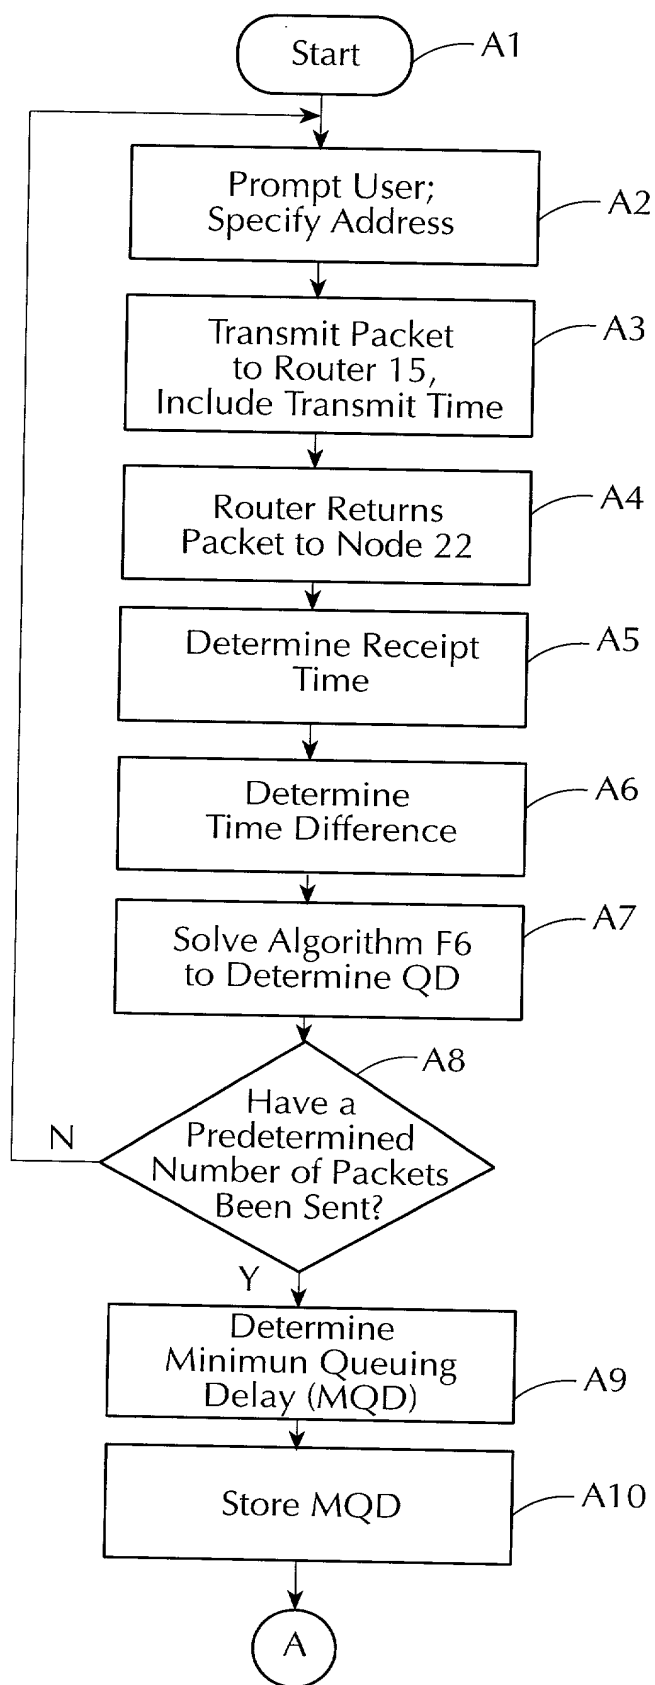 Start
A1
Prompt User;
Specify Address
A2
Transmit Packet
to Router 15,
Include Transmit Time
A3
Router Returns
Packet to Node 22
A4
Determine Receipt
Time
A5
Determine
Time Difference
A6
Solve Algorithm F6
to Determine QD
A7
Have a
Predetermined
Number of Packets
Been Sent?
A8
N
Y
Determine
Minimun Queuing
Delay (MQD)
A9
Store MQD
A10
A